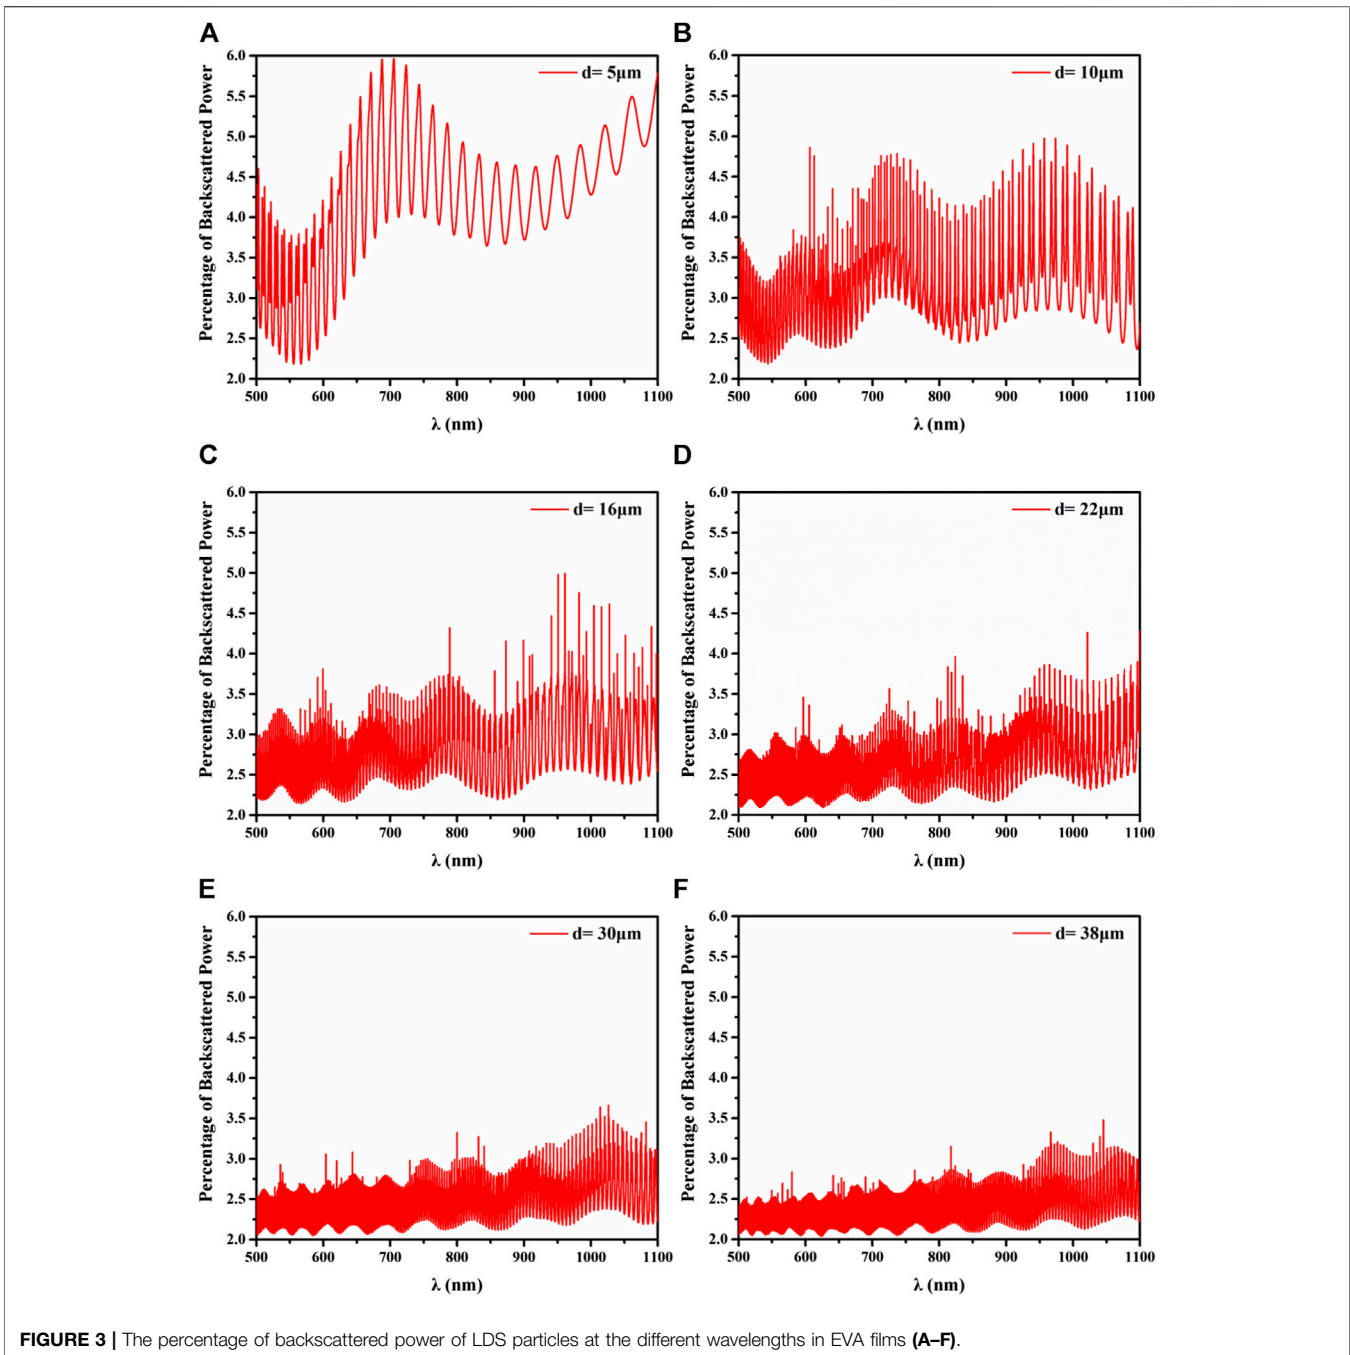 A
d= 5μm
Percentage of Backscattered Power
6.0
5.5
5.0
4.5
4.0
3.5
3.0
2.5
2.0
500 600 700 800 900 1000 1100
λ (nm)
B
d= 10μm
Percentage of Backscattered Power
6.0
5.5
5.0
4.5
4.0
3.5
3.0
2.5
2.0
500 600 700 800 900 1000 1100
λ (nm)
C
d= 16μm
Percentage of Backscattered Power
6.0
5.5
5.0
4.5
4.0
3.5
3.0
2.5
2.0
500 600 700 800 900 1000 1100
λ (nm)
D
d= 22μm
Percentage of Backscattered Power
6.0
5.5
5.0
4.5
4.0
3.5
3.0
2.5
2.0
500 600 700 800 900 1000 1100
λ (nm)
E
d= 30μm
Percentage of Backscattered Power
6.0
5.5
5.0
4.5
4.0
3.5
3.0
2.5
2.0
500 600 700 800 900 1000 1100
λ (nm)
F
d= 38μm
Percentage of Backscattered Power
6.0
5.5
5.0
4.5
4.0
3.5
3.0
2.5
2.0
500 600 700 800 900 1000 1100
λ (nm)
FIGURE 3 | The percentage of backscattered power of LDS particles at the different wavelengths in EVA films (A–F).